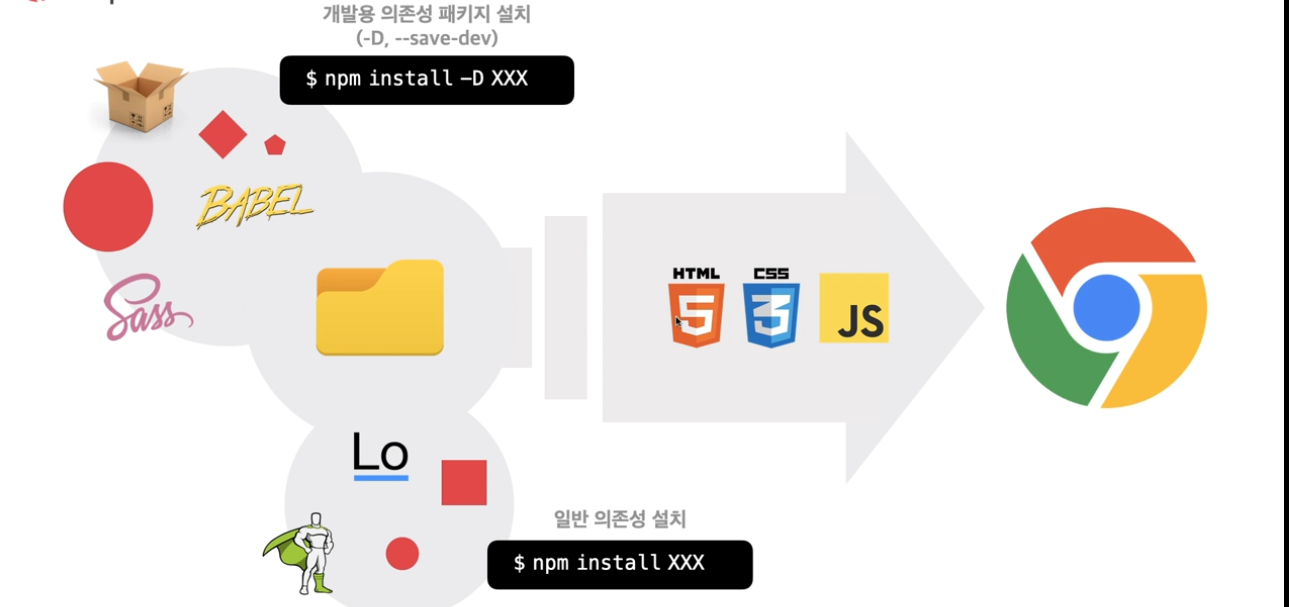 개발용 의존성 패키지 설치
(-D, --save-dev)
$ npm install -D XXX
BABEL
Sass
HTML
5
CSS
3
JS
Lo
일반 의존성 설치
$ npm install XXX